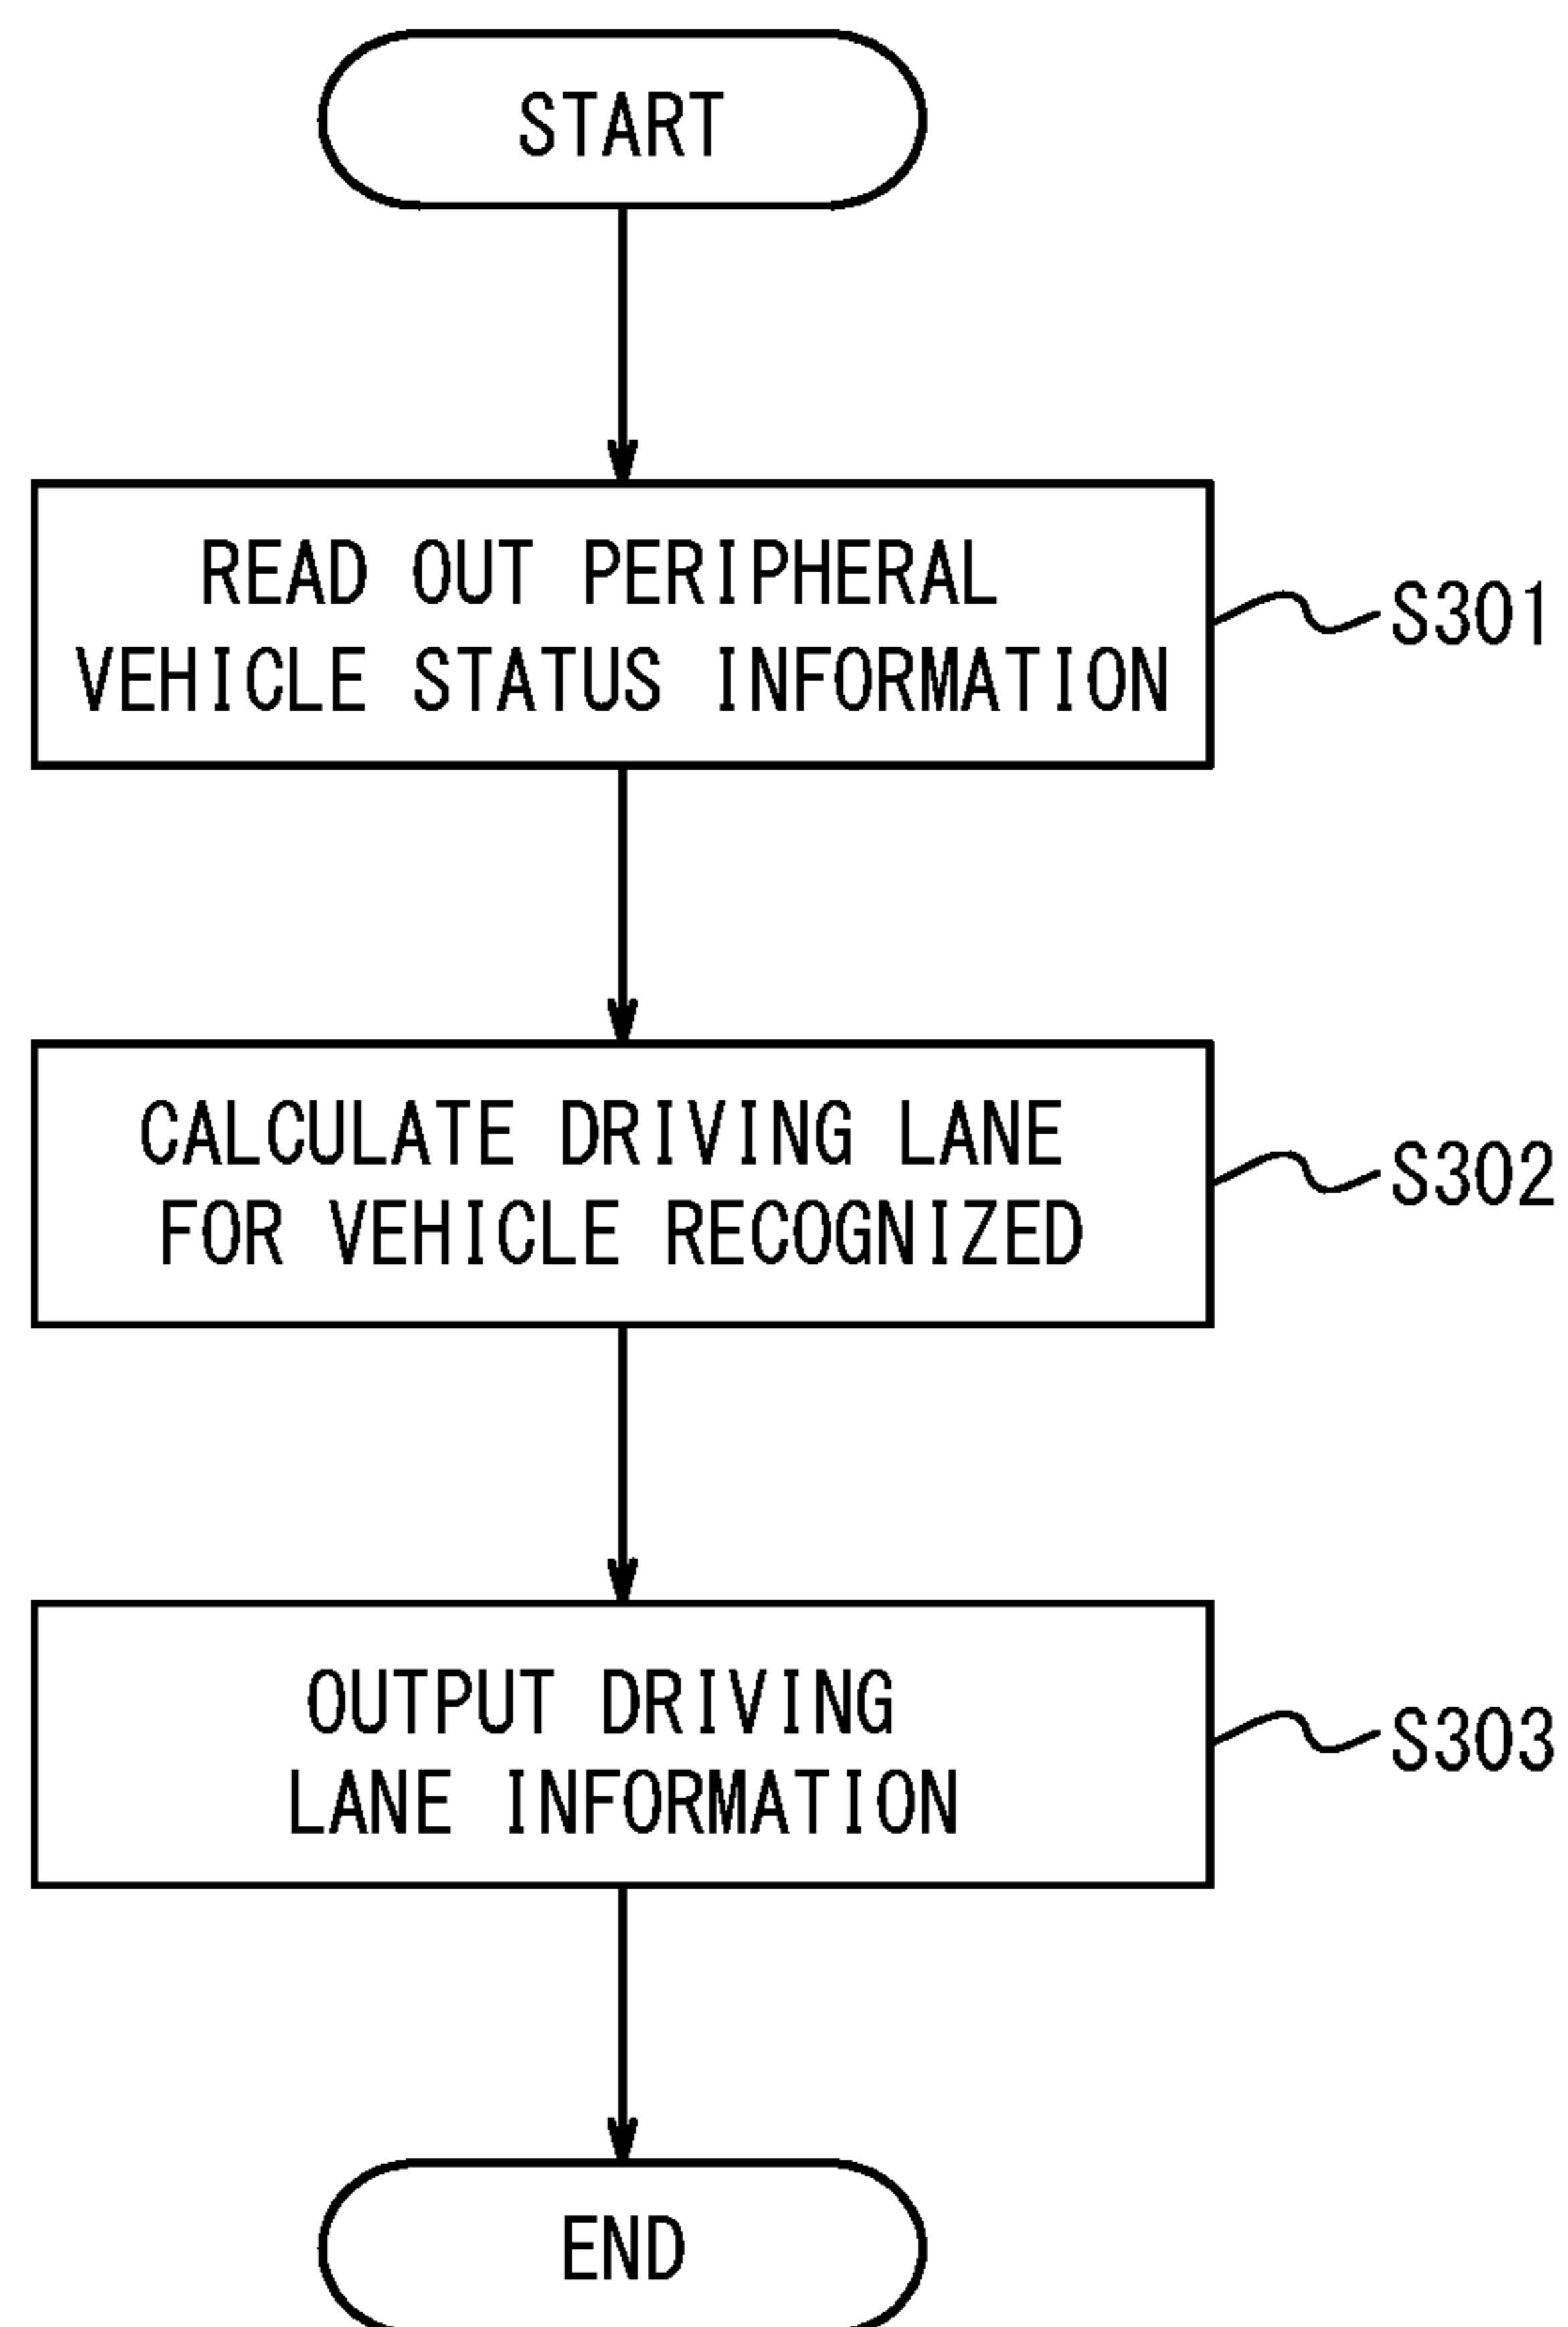 START
READ OUT PERIPHERAL
VEHICLE STATUS INFORMATION
S301
CALCULATE DRIVING LANE
FOR VEHICLE RECOGNIZED
S302
OUTPUT DRIVING
LANE INFORMATION
S303
END